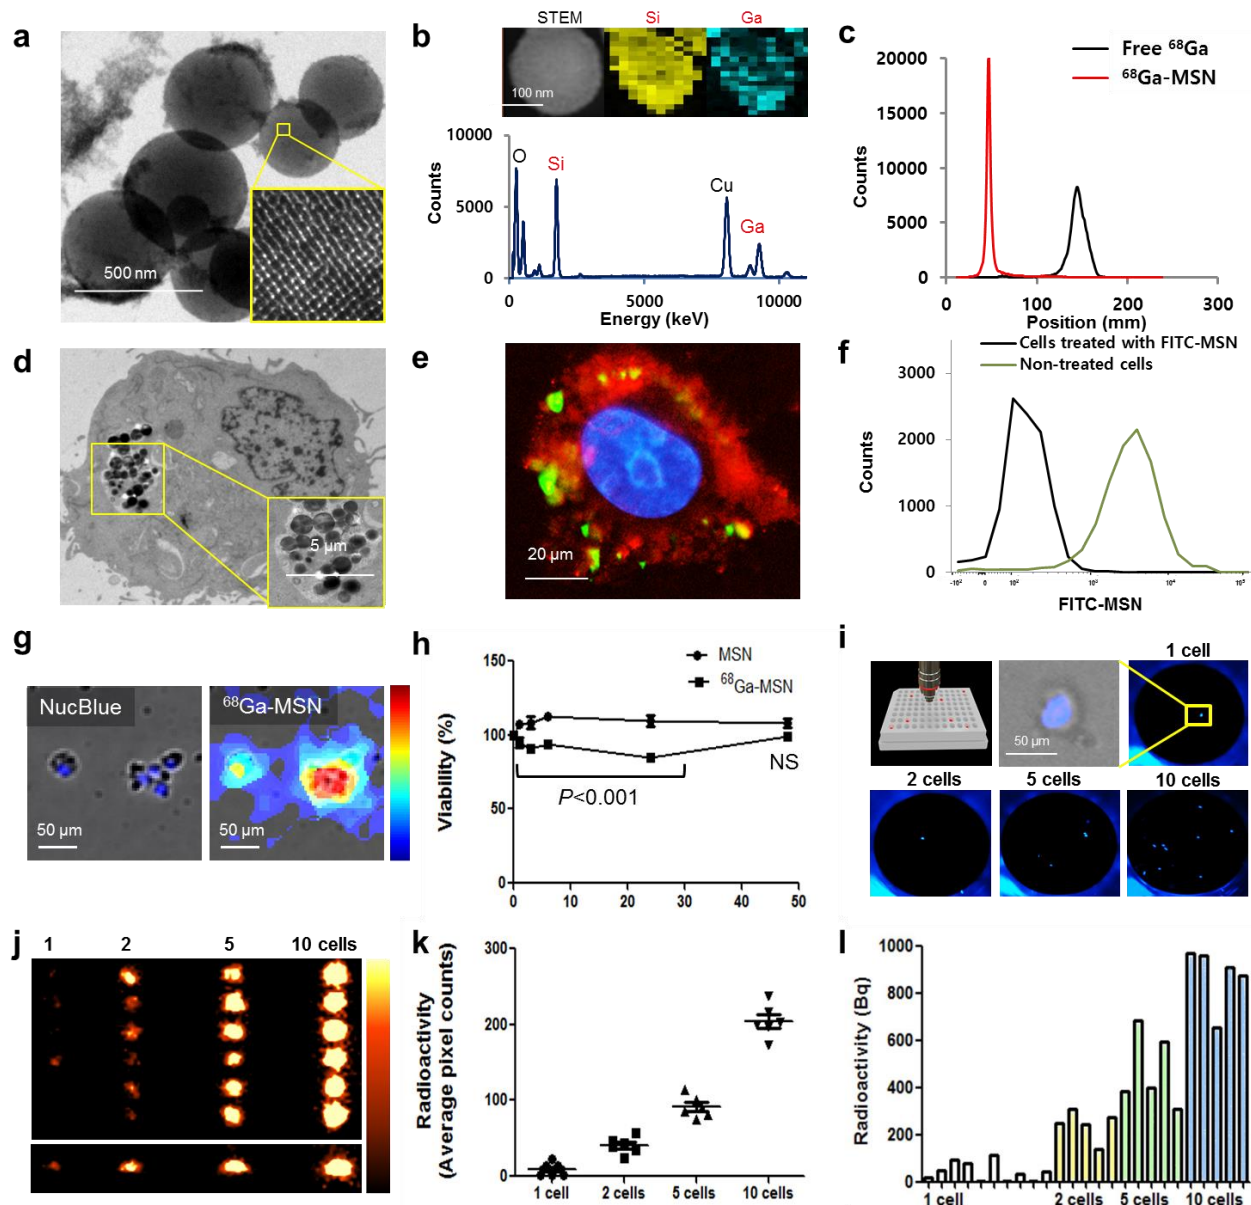 a
500 nm
b
STEM
Si
Ga
100 nm
10000
5000
0
Counts
O
Si
Cu
Ga
0
5000
10000
Energy (keV)
c
Free ⁶⁸Ga
⁶⁸Ga-MSN
20000
15000
10000
5000
0
Counts
0
100
200
300
Position (mm)
d
5 µm
e
20 µm
f
Cells treated with FITC-MSN
Non-treated cells
3000
2000
1000
0
Counts
-10²
0
10²
10³
10⁴
10⁵
FITC-MSN
g
NucBlue
50 µm
⁶⁸Ga-MSN
50 µm
h
MSN
⁶⁸Ga-MSN
150
100
50
0
Viability (%)
NS
P<0.001
0
10
20
30
40
50
i
1 cell
50 µm
2 cells
5 cells
10 cells
j
1
2
5
10 cells
k
300
200
100
0
Radioactivity
(Average pixel counts)
1 cell
2 cells
5 cells
10 cells
l
1000
800
600
400
200
0
Radioactivity (Bq)
1 cell
2 cells
5 cells
10 cells